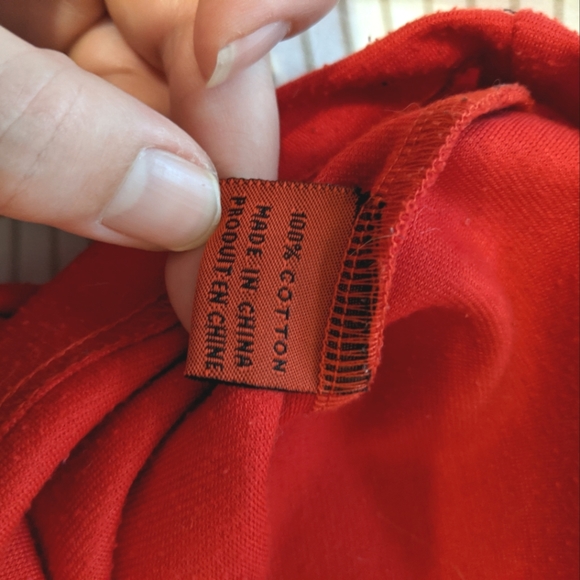 100% COTTON
MADE IN CHINA
PRODUIT EN CHINE